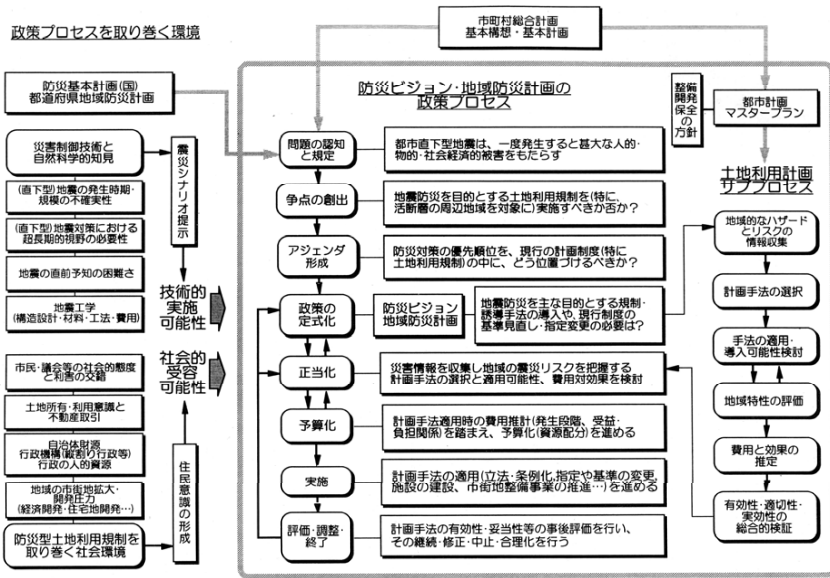 政策プロセスを取り巻く環境
市町村総合計画
基本構想・基本計画
防災基本計画(国)
都道府県地域防災計画
災害制御技術と
自然科学的知見
(直下型)地震の発生時期・
規模の不確実性
(直下型)地震対策における
超長期的視野の必要性
地震の直前予知の困難さ
地震工学
(構造設計・材料・工法・費用)
震災シナリオ提示
技術的
実施
可能性
社会的
受容
可能性
市民・議会等の社会的態度
と利害の交錯
土地所有・利用意識と
不動産取引
自治体財源
行政機構(縦割り行政等)
行政の人的資源
地域の市街地拡大・
開発圧力
(経済開発・住宅地開発…)
防災型土地利用規制を
取り巻く社会環境
住民意識の形成
防災ビジョン・地域防災計画の
政策プロセス
問題の認知
と規定
都市直下型地震は、一度発生すると甚大な人的・
物的・社会経済的被害をもたらす
争点の創出
地震防災を目的とする土地利用規制を(特に、
活断層の周辺地域を対象に)実施すべきか否か?
アジェンダ
形成
防災対策の優先順位を、現行の計画制度(特に
土地利用規制)の中に、どう位置づけるべきか?
政策の
定式化
防災ビジョン
地域防災計画
地震防災を主な目的とする規制・
誘導手法の導入や、現行制度の
基準見直し・指定変更の必要は?
正当化
災害情報を収集し地域の震災リスクを把握する
計画手法の選択と適用可能性、費用対効果を検討
予算化
計画手法適用時の費用推計(発生段階、受益・
負担関係)を踏まえ、予算化(資源配分)を進める
実施
計画手法の適用(立法・条例化,指定や基準の変更,
施設の建設、市街地整備事業の推進…)を進める
評価・調整・
終了
計画手法の有効性・妥当性等の事後評価を行い、
その継続・修正・中止・合理化を行う
整備
開発
保全
の
方針
都市計画
マスタープラン
土地利用計画
サブプロセス
地域的なハザード
とリスクの
情報収集
計画手法の選択
手法の適用・
導入可能性検討
地域特性の評価
費用と効果の
推定
有効性・適切性・
実効性の
総合的検証